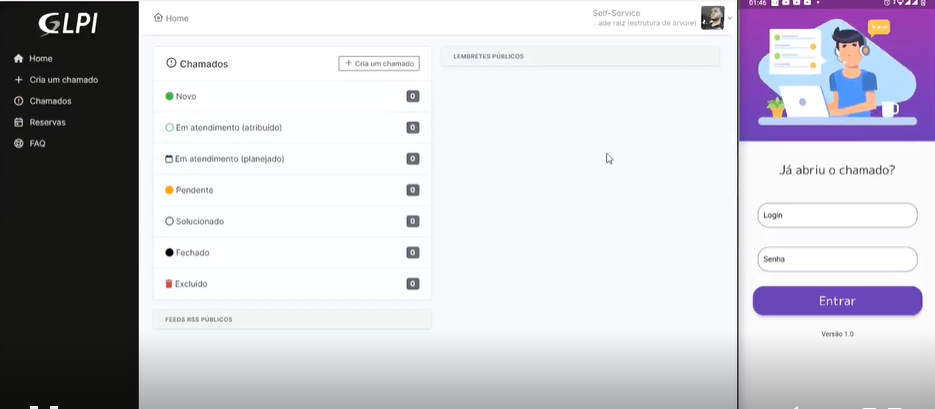 GLPI
Home
Cria um chamado
Chamados
Reservas
FAQ
Home
Self-Service
...ade raiz (estrutura de árvore)
Chamados
+ Cria um chamado
Novo 0
Em atendimento (atribuído) 0
Em atendimento (planejado) 0
Pendente 0
Solucionado 0
Fechado 0
Excluído 0
FEEDS RSS PÚBLICOS
LEMBRETES PÚBLICOS
01:46
Já abriu o chamado?
Login
Senha
Entrar
Versão 1.0